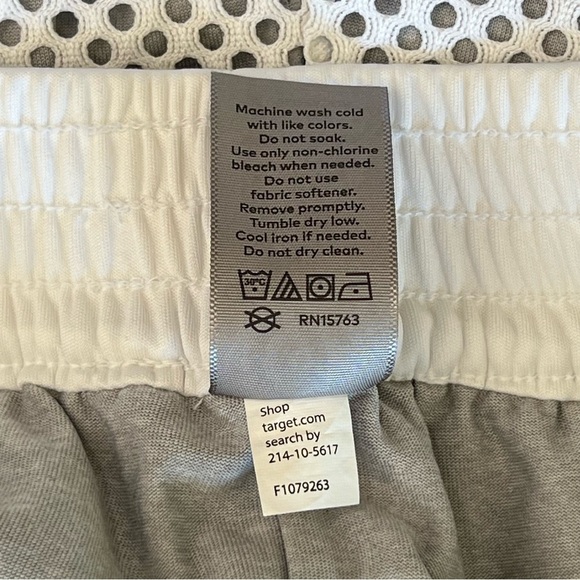 Machine wash cold
with like colors.
Do not soak.
Use only non-chlorine
bleach when needed.
Do not use
fabric softener.
Remove promptly.
Tumble dry low.
Cool iron if needed.
Do not dry clean.
30°C
RN15763
Shop
target.com
search by
214-10-5617
F1079263